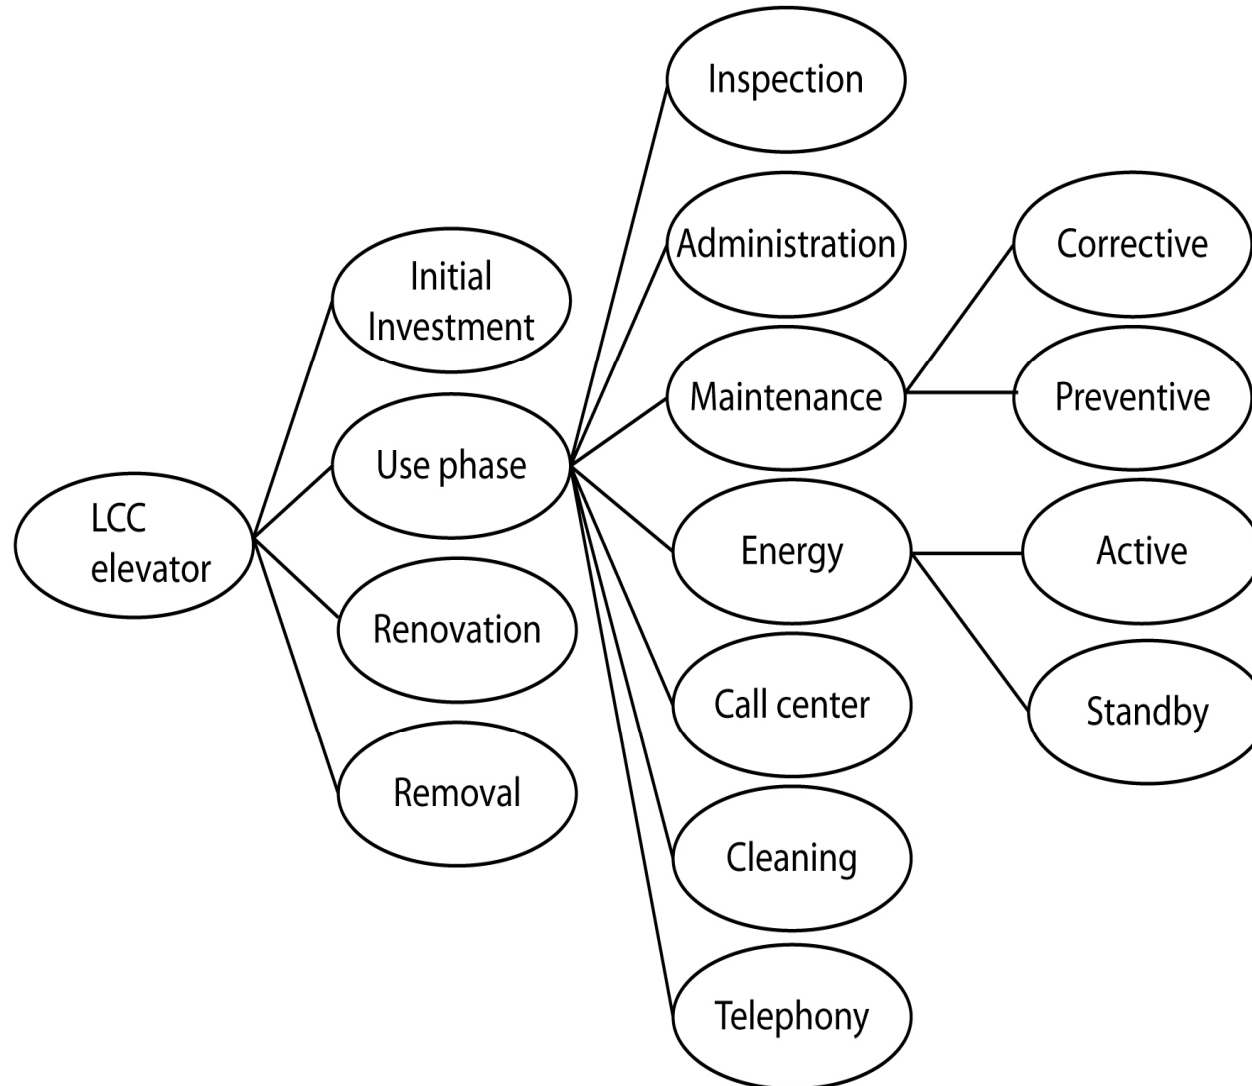 LCC
elevator
Initial
Investment
Use phase
Renovation
Removal
Inspection
Administration
Maintenance
Energy
Call center
Cleaning
Telephony
Corrective
Preventive
Active
Standby